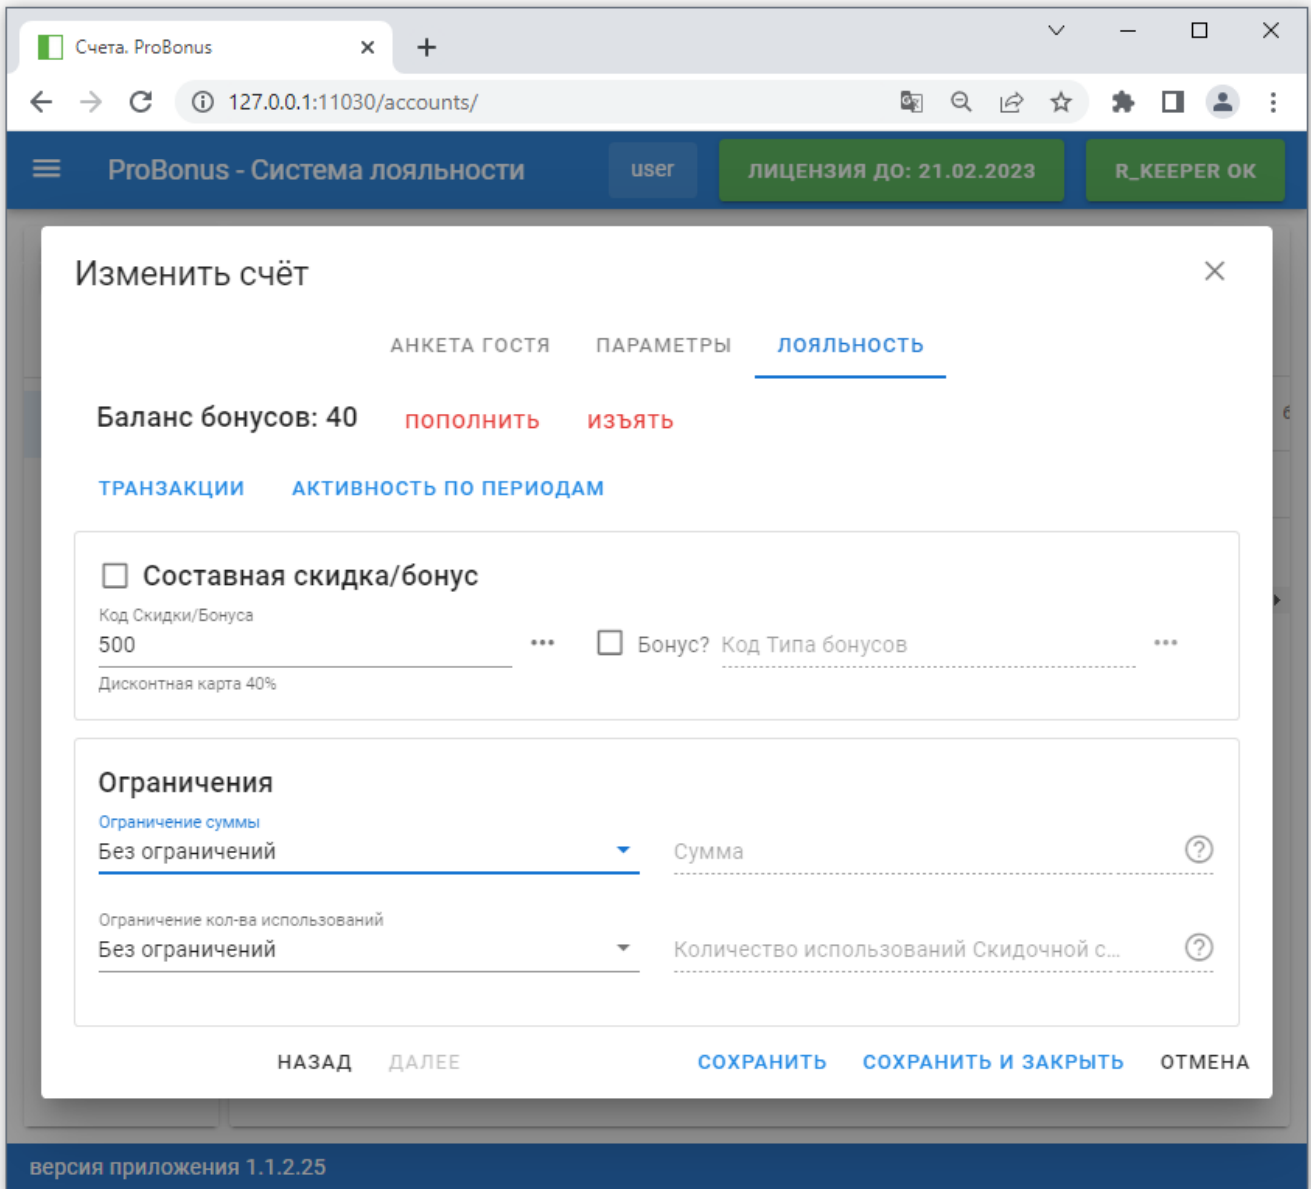 Счета. ProBonus
127.0.0.1:11030/accounts/
ProBonus - Система лояльности user ЛИЦЕНЗИЯ ДО: 21.02.2023 R_KEEPER OK
Изменить счёт
АНКЕТА ГОСТЯ ПАРАМЕТРЫ ЛОЯЛЬНОСТЬ
Баланс бонусов: 40 ПОПОЛНИТЬ ИЗЪЯТЬ
ТРАНЗАКЦИИ АКТИВНОСТЬ ПО ПЕРИОДАМ
Составная скидка/бонус
Код Скидки/Бонуса
500 ••• Бонус? Код Типа бонусов •••
Дисконтная карта 40%
Ограничения
Ограничение суммы
Без ограничений Сумма
Ограничение кол-ва использований
Без ограничений Количество использований Скидочной с...
НАЗАД ДАЛЕЕ СОХРАНИТЬ СОХРАНИТЬ И ЗАКРЫТЬ ОТМЕНА
версия приложения 1.1.2.25